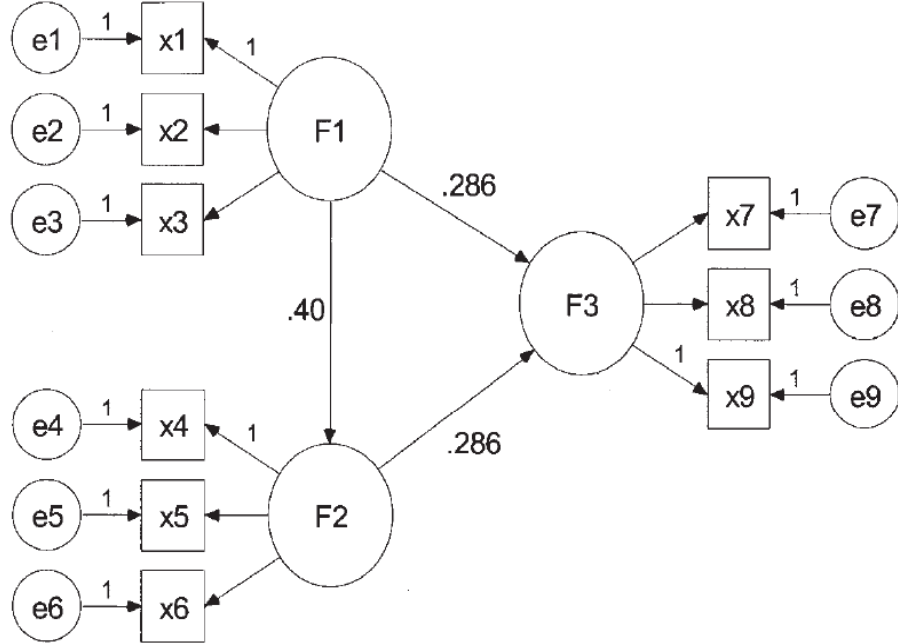 e1 1 x1 1
e2 1 x2 F1
e3 1 x3
.286
x7 1 e7
.40
F3 x8 1 e8
1 x9 1 e9
e4 1 x4 1
.286
e5 1 x5 F2
e6 1 x6